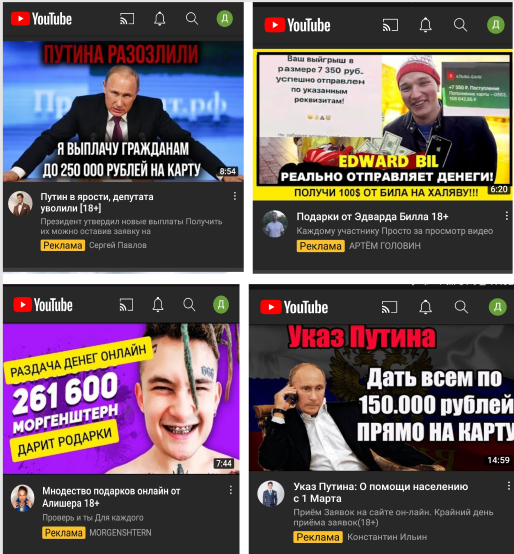 YouTube
Д
ПУТИНА РАЗОЗЛИЛИ
Я ВЫПЛАЧУ ГРАЖДАНАМ
ДО 250 000 РУБЛЕЙ НА КАРТУ
8:54
Путин в ярости, депутата
уволили [18+]
Президент утвердил новые выплаты Получить
их можно оставив заявку на
Реклама Сергей Павлов
YouTube
Д
Ваш выигрыш в
размере 7 350 руб.
успешно отправлен
по указанным
реквизитам!
+7 350 Р. Поступление
EDWARD BIL
РЕАЛЬНО ОТПРАВЛЯЕТ ДЕНЕГИ!
6:20
ПОЛУЧИ 100$ ОТ БИЛА НА ХАЛЯВУ!!!
Подарки от Эдварда Билла 18+
Каждому участнику Просто за просмотр видео
Реклама АРТЁМ ГОЛОВИН
YouTube
Д
РАЗДАЧА ДЕНЕГ ОНЛАЙН
261 600
МОРГЕНШТЕРН
ДАРИТ РОДАРКИ
666
7:44
Мнодество подарков онлайн от
Алишера 18+
Проверь и ты Для каждого
Реклама MORGENSHTERN
YouTube
Д
Указ Путина
Дать всем по
150.000 рублей
ПРЯМО НА КАРТУ
14:59
Указ Путина: О помощи населению
с 1 Марта
Приём Заявок на сайте он-лайн. Крайний день
приёма заявок(18+)
Реклама Константин Ильин